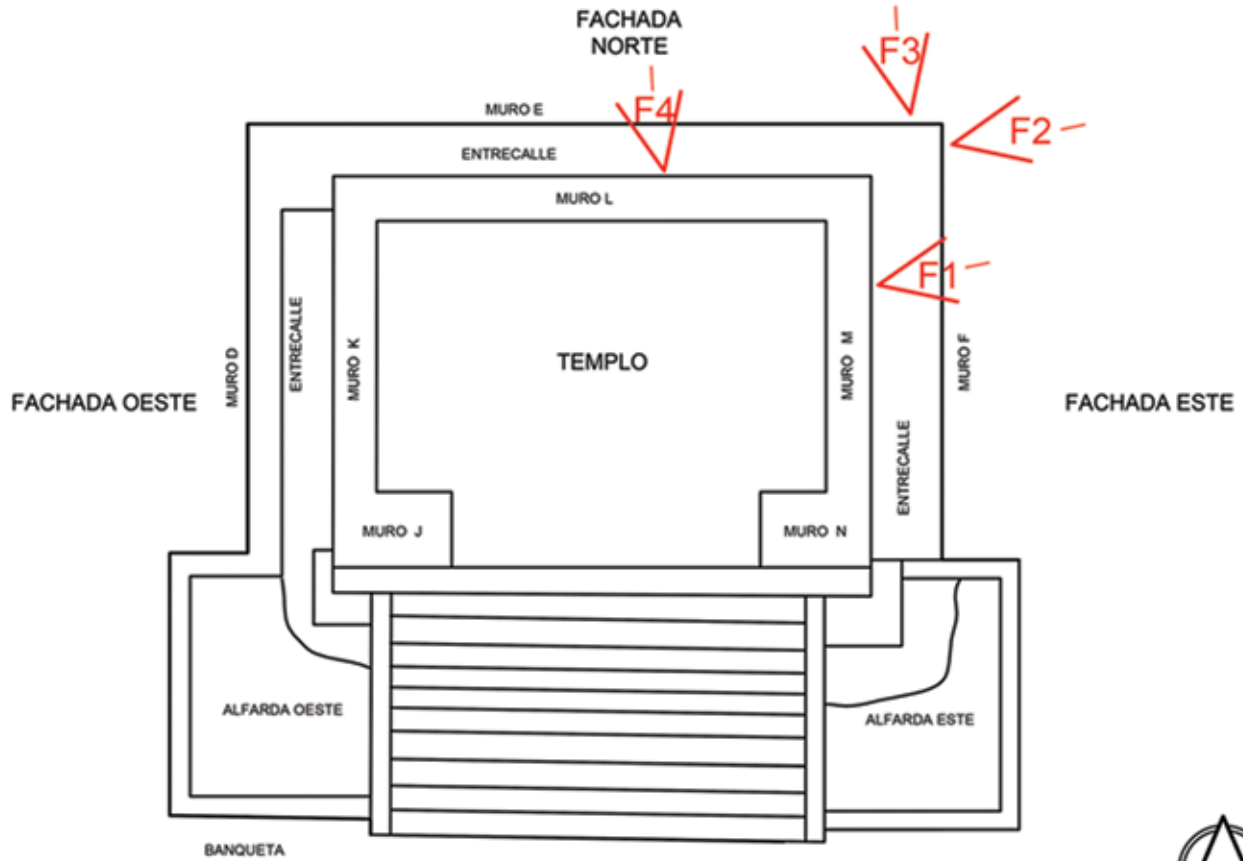 FACHADA
NORTE
F3
F4
MURO E
F2
ENTRECALLE
MURO L
F1
ENTRECALLE
MURO K
MURO D
TEMPLO
MURO M
MURO F
FACHADA OESTE
FACHADA ESTE
ENTRECALLE
MURO J
MURO N
ALFARDA OESTE
ALFARDA ESTE
BANQUETA